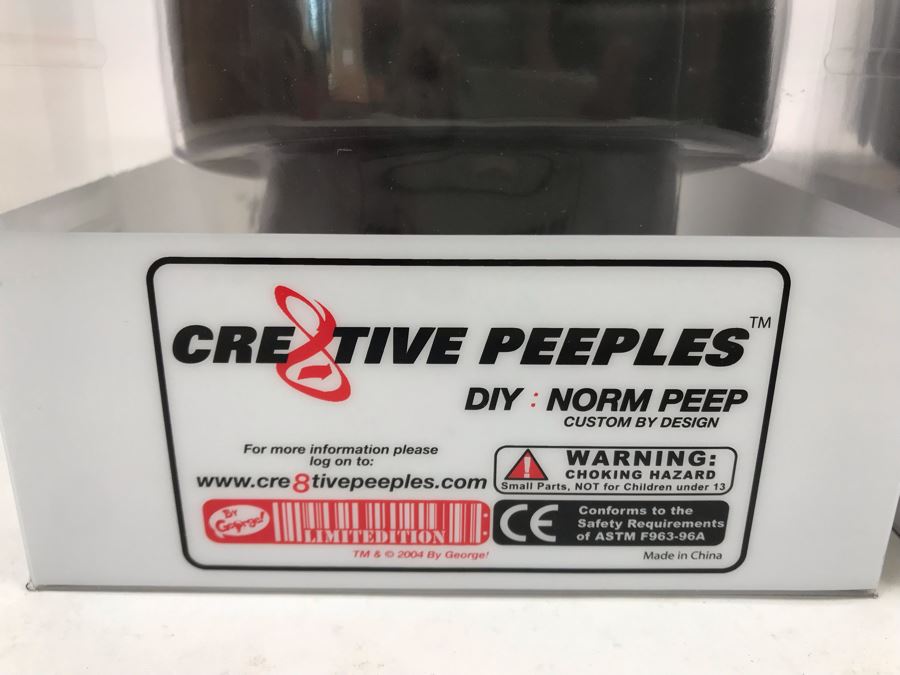 CRE8TIVE PEEPLES™
DIY : NORM PEEP
CUSTOM BY DESIGN
For more information please
log on to:
www.cre8tivepeeples.com
WARNING:
CHOKING HAZARD
Small Parts, NOT for Children under 13
By
George!
LIMITEDITION
TM & © 2004 By George!
CE
Conforms to the
Safety Requirements
of ASTM F963-96A
Made in China